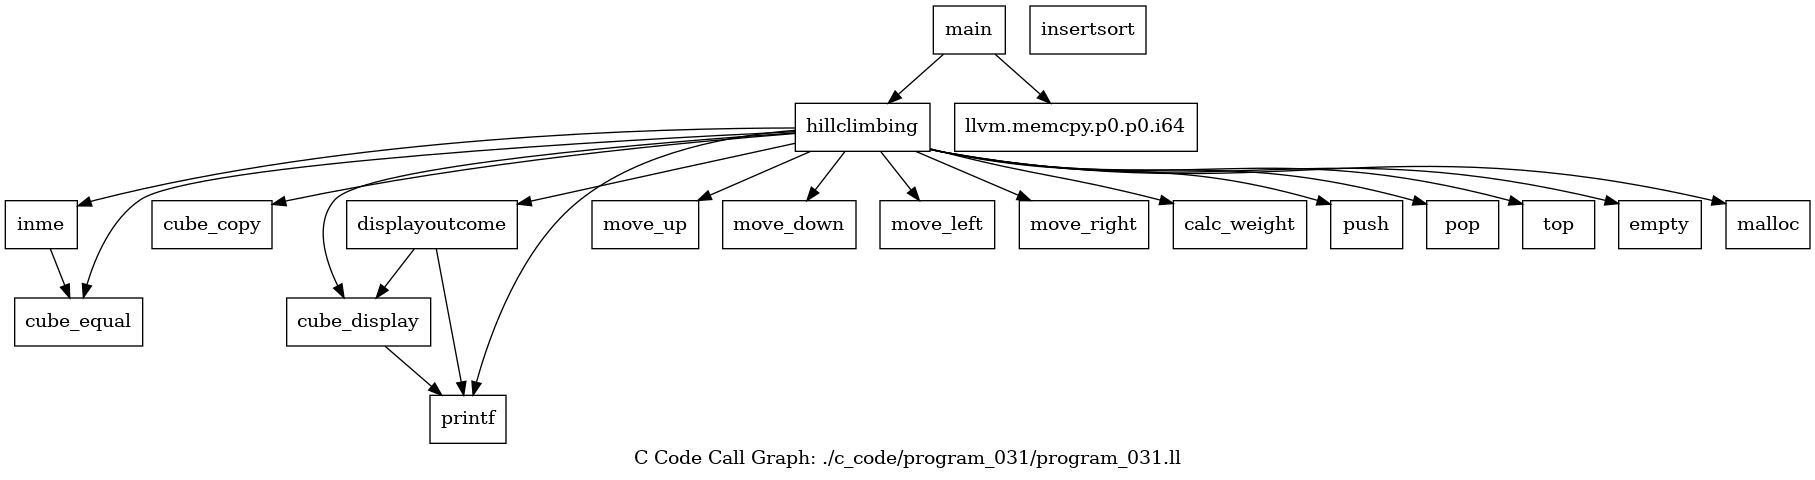 main
insertsort
hillclimbing
llvm.memcpy.p0.p0.i64
inme
cube_copy
displayoutcome
move_up
move_down
move_left
move_right
calc_weight
push
pop
top
empty
malloc
cube_equal
cube_display
printf
C Code Call Graph: ./c_code/program_031/program_031.ll